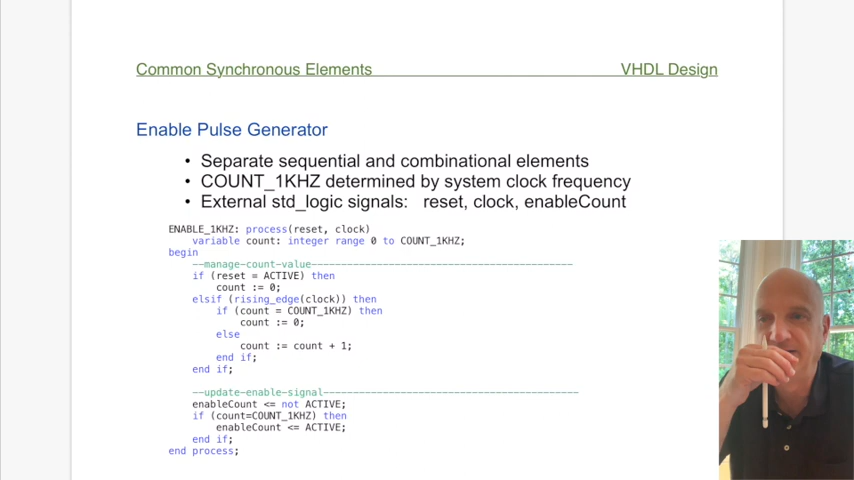 Common Synchronous Elements VHDL Design
Enable Pulse Generator
• Separate sequential and combinational elements
• COUNT_1KHZ determined by system clock frequency
• External std_logic signals: reset, clock, enableCount
ENABLE_1KHZ: process(reset, clock)
    variable count: integer range 0 to COUNT_1KHZ;
begin
    --manage-count-value--------------------------------------------
    if (reset = ACTIVE) then
        count := 0;
    elsif (rising_edge(clock)) then
        if (count = COUNT_1KHZ) then
            count := 0;
        else
            count := count + 1;
        end if;
    end if;
    --update-enable-signal-------------------------------------------
    enableCount <= not ACTIVE;
    if (count=COUNT_1KHZ) then
        enableCount <= ACTIVE;
    end if;
end process;